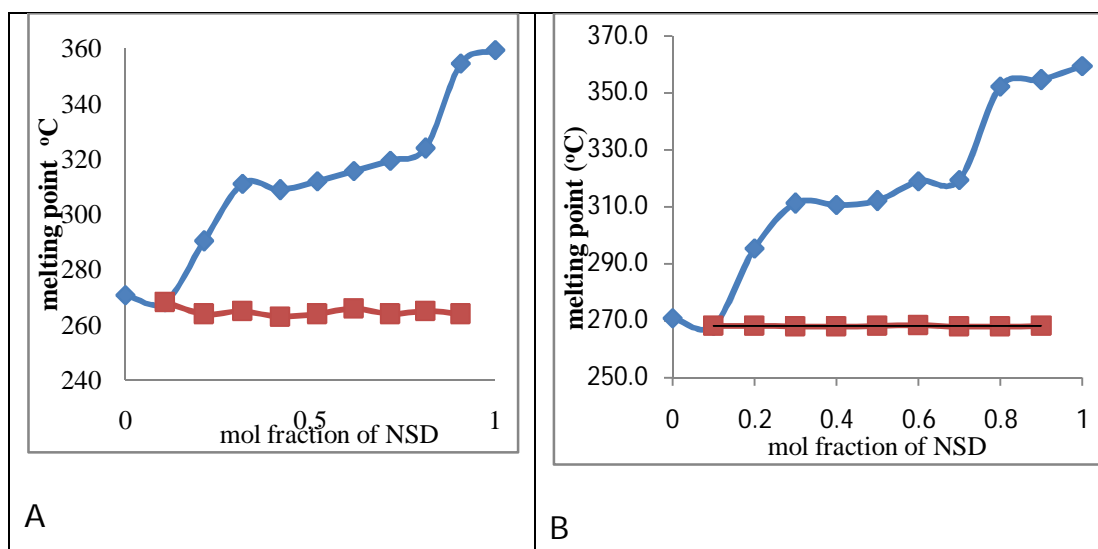 360
340
320
300
280
260
240
melting point °C
0
0.5
1
mol fraction of NSD
A
370.0
350.0
330.0
310.0
290.0
270.0
250.0
melting point (°C)
0 0.2 0.4 0.6 0.8 1
mol fraction of NSD
B